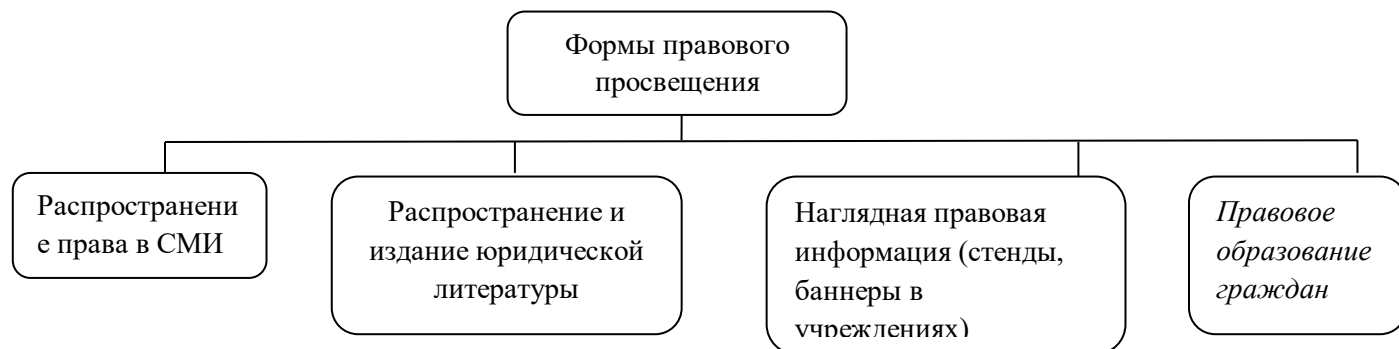 Формы правового
просвещения
Распространени
е права в СМИ
Распространение и
издание юридической
литературы
Наглядная правовая
информация (стенды,
баннеры в
учреждениях)
Правовое
образование
граждан